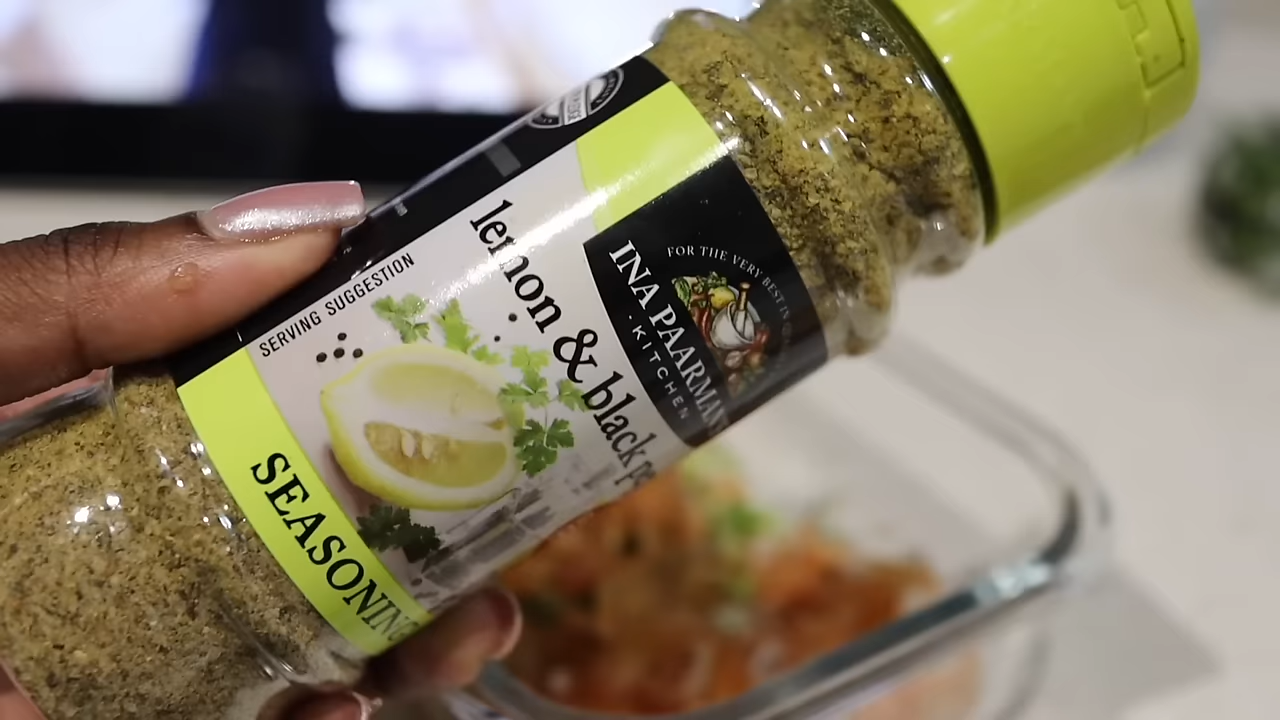 FOR THE VERY BEST IN
INA PAARMAN
KITCHEN
lemon & black
SERVING SUGGESTION
SEASONING